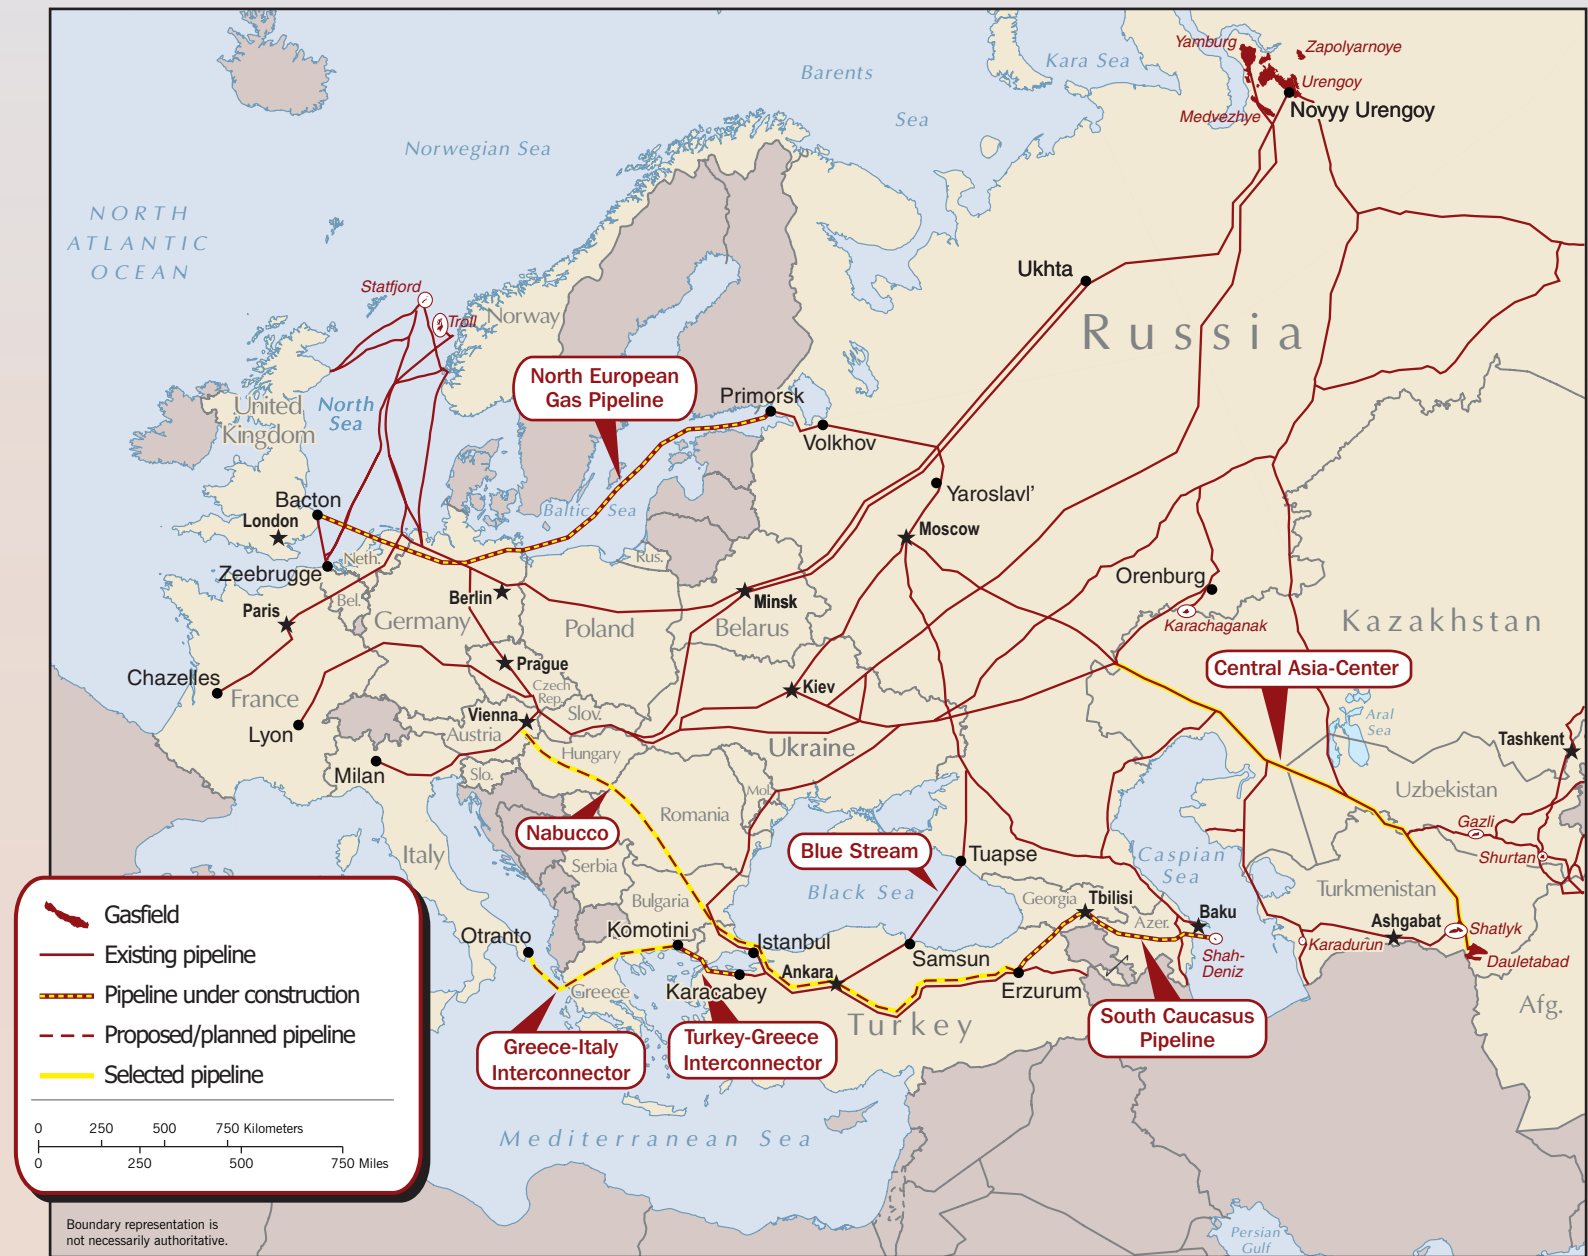 Yamburg
Zapolyarnoye
Kara Sea
Barents
Sea
Urengoy
Medvezhye
Novyy Urengoy
Norwegian Sea
NORTH
ATLANTIC
OCEAN
Ukhta
Statfjord
Troll
Norway
Russia
North European
Gas Pipeline
Primorsk
Volkhov
United
Kingdom
North
Sea
Yaroslavl’
Bacton
London
Baltic Sea
Moscow
Neth.
Rus.
Zeebrugge
Orenburg
Berlin
Minsk
Bel.
Paris
Germany
Poland
Belarus
Karachaganak
Kazakhstan
Prague
Central Asia-Center
Chazelles
France
Czech
Rep.
Kiev
Vienna
Slov.
Aral
Sea
Lyon
Austria
Hungary
Ukraine
Tashkent
Milan
Slo.
Mol.
Uzbekistan
Romania
Gazli
Nabucco
Italy
Blue Stream
Tuapse
Caspian
Sea
Shurtan
Serbia
Black Sea
Turkmenistan
Bulgaria
Georgia
Tbilisi
Azer.
Baku
Ashgabat
Shatlyk
Otranto
Komotini
Istanbul
Samsun
Shah-
Deniz
Karadurun
Dauletabad
Ankara
Karacabey
Erzurum
Greece
Afg.
Turkey
Greece-Italy
Interconnector
Turkey-Greece
Interconnector
South Caucasus
Pipeline
Mediterranean Sea
Persian
Gulf
Gasfield
Existing pipeline
Pipeline under construction
Proposed/planned pipeline
Selected pipeline
0 250 500 750 Kilometers
0 250 500 750 Miles
Boundary representation is
not necessarily authoritative.